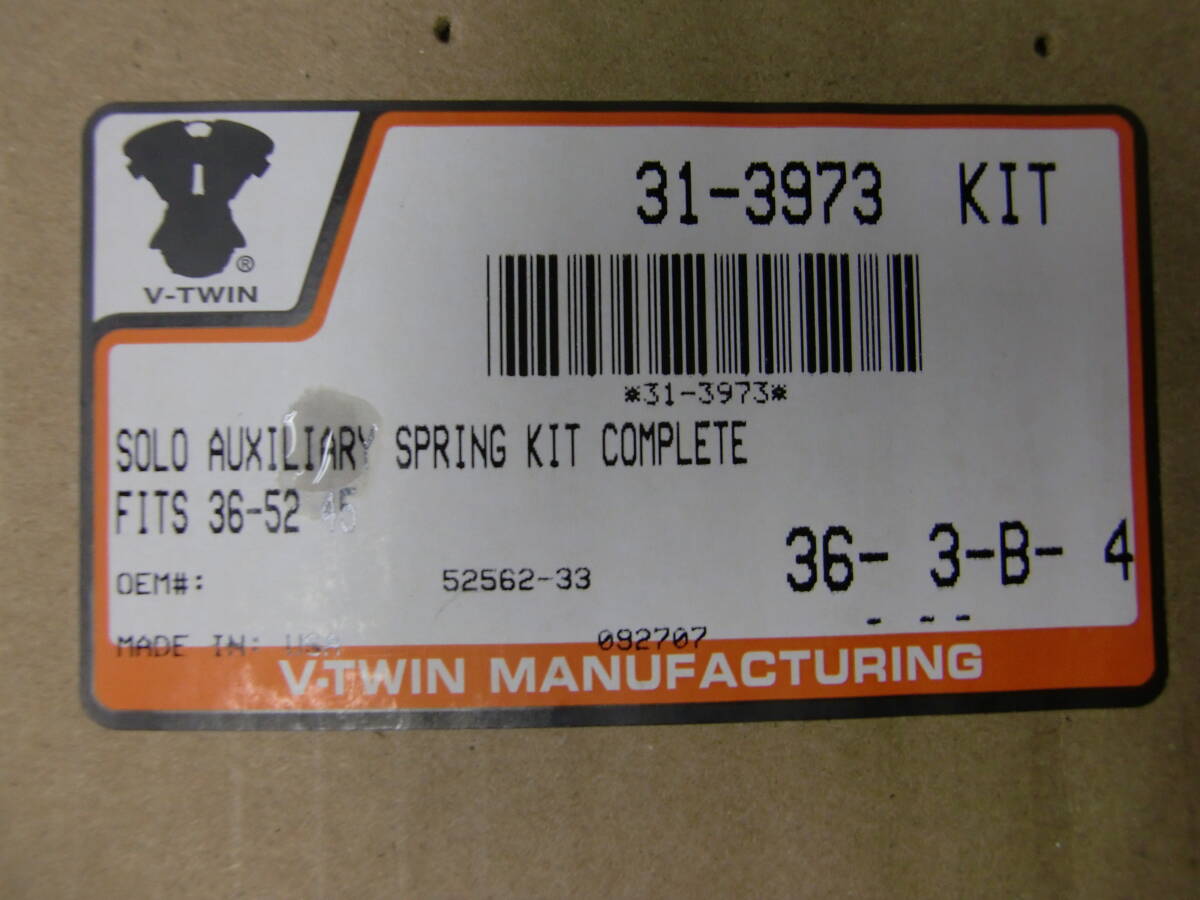 ®
V-TWIN
31-3973 KIT
*31-3973*
SOLO AUXILIARY SPRING KIT COMPLETE
FITS 36-52 45
OEM#: 52562-33
36- 3-B- 4
- - -
MADE IN: USA 092707
V-TWIN MANUFACTURING